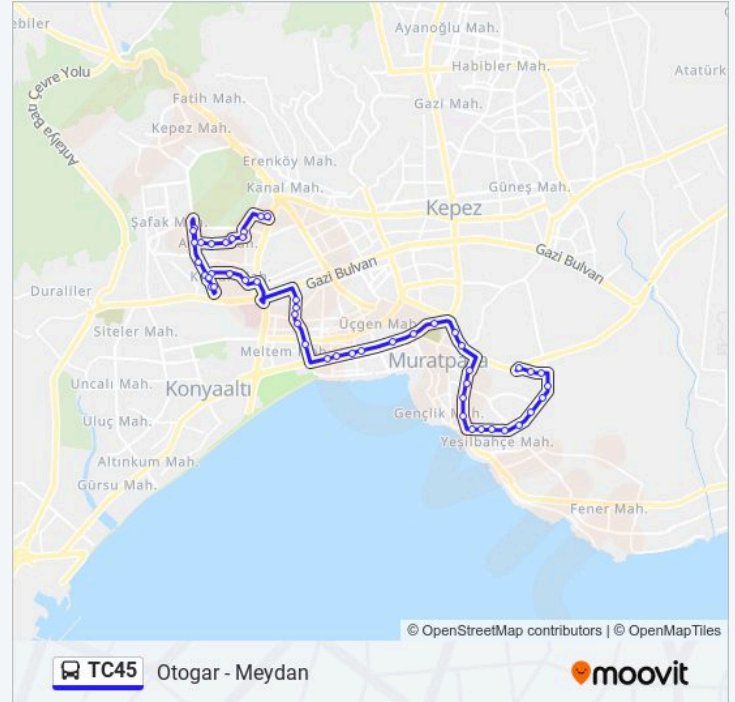 Ayanoğlu Mah.
Habibler Mah.
Atatürk
Antalya Batı Çevre Yolu
Fatih Mah.
Gazi Mah.
Kepez Mah.
Erenköy Mah.
Kanal Mah.
Güneş Mah.
Kepez
Şafak
Gazi Bulvarı
Gazi Bulvarı
Duraliler
Üçgen Mah.
Siteler Mah.
Meltem
Uncalı Mah.
Konyaaltı
Gençlik
Uluç Mah.
Yeşilbahçe Mah.
Altınkum Mah.
Gürsu Mah.
Fener Mah.
© OpenStreetMap contributors | © OpenMapTiles
TC45 Otogar - Meydan
moovit